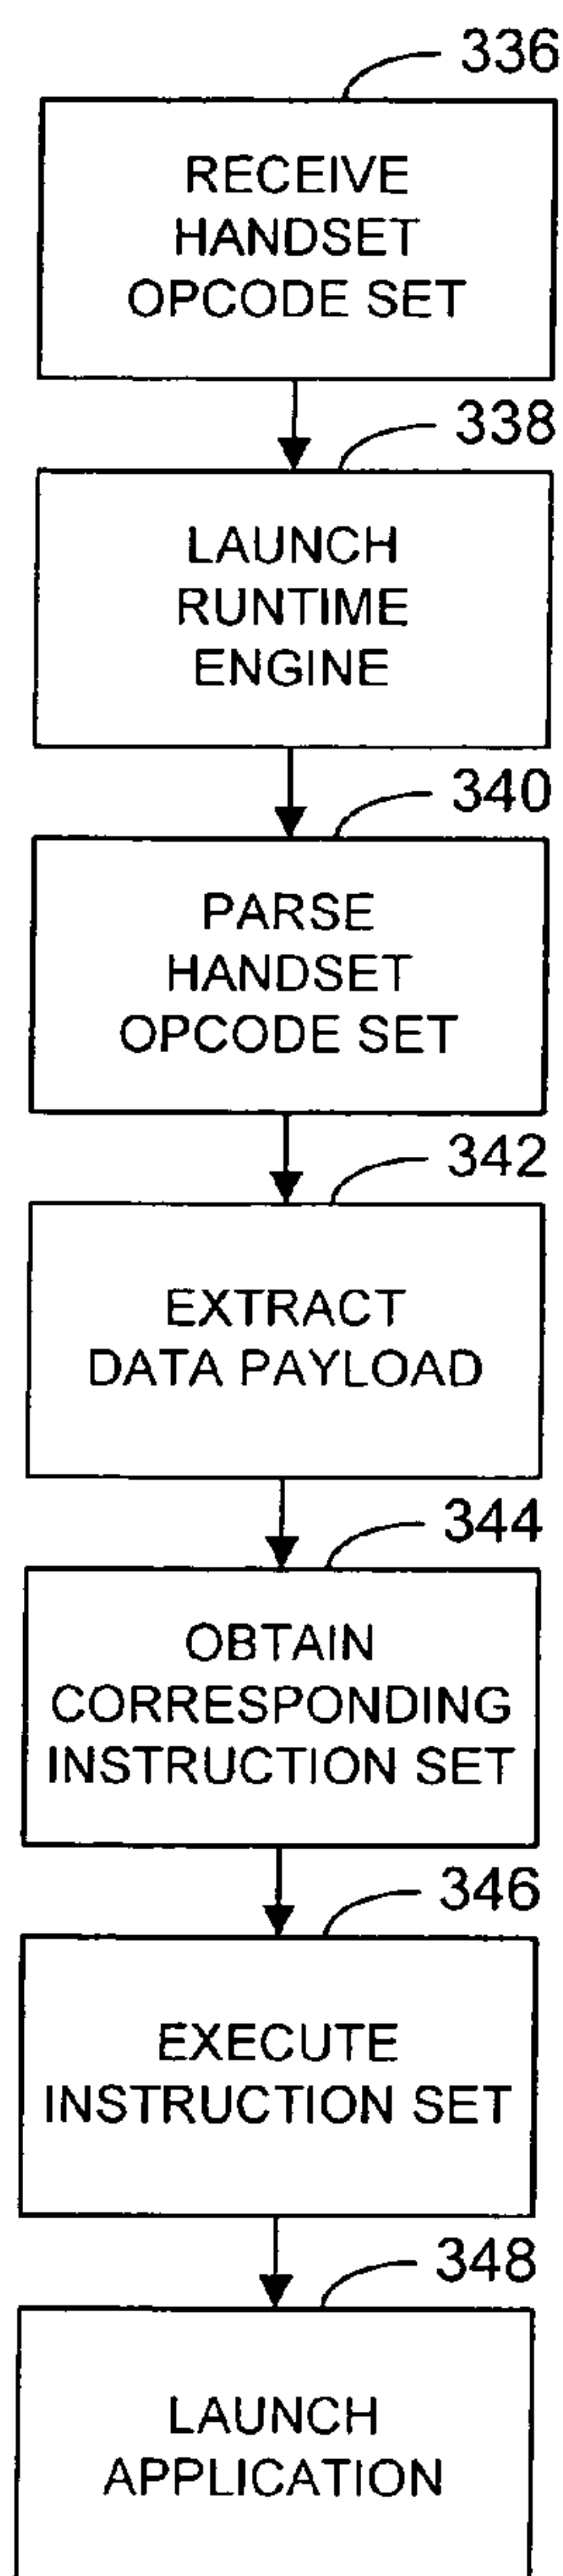 336
RECEIVE
HANDSET
OPCODE SET
338
LAUNCH
RUNTIME
ENGINE
340
PARSE
HANDSET
OPCODE SET
342
EXTRACT
DATA PAYLOAD
344
OBTAIN
CORRESPONDING
INSTRUCTION SET
346
EXECUTE
INSTRUCTION SET
348
LAUNCH
APPLICATION